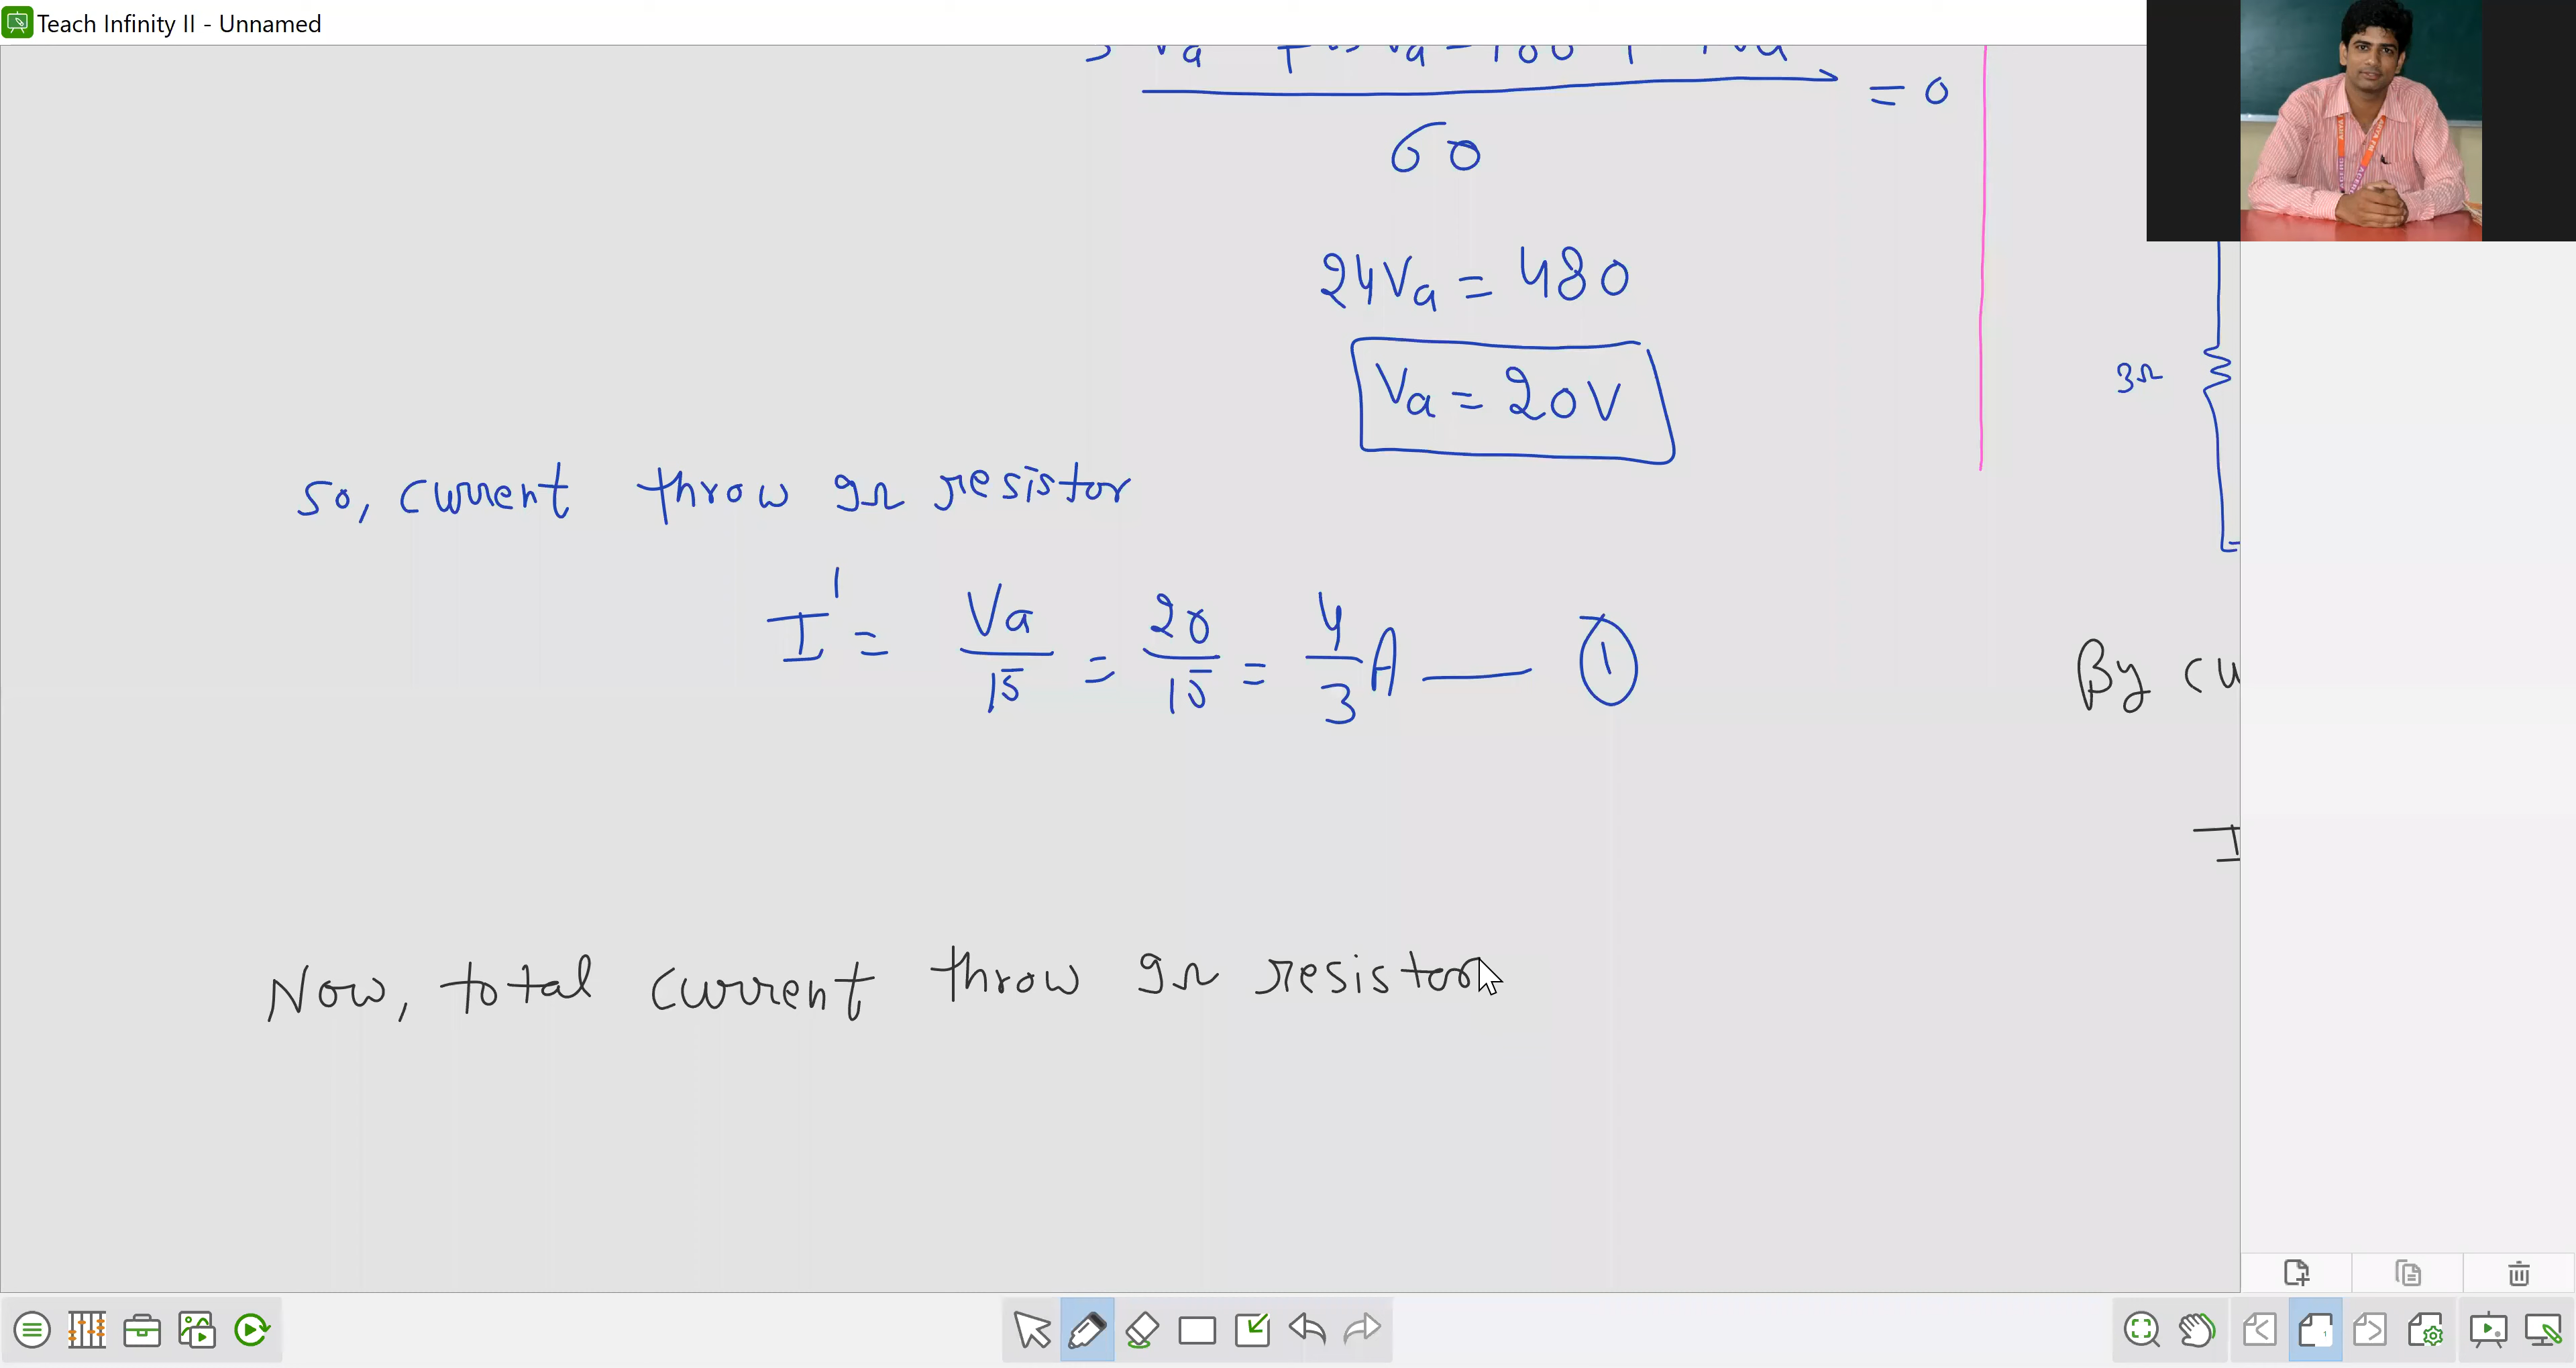 Teach Infinity II - Unnamed
= 0
60
24Va = 480
Va = 20V
3Ω
so, current throw 9Ω resistor
I' = Va/15 = 20/15 = 4/3 A — 1
By cu
I
Now, total current throw 9Ω resistor